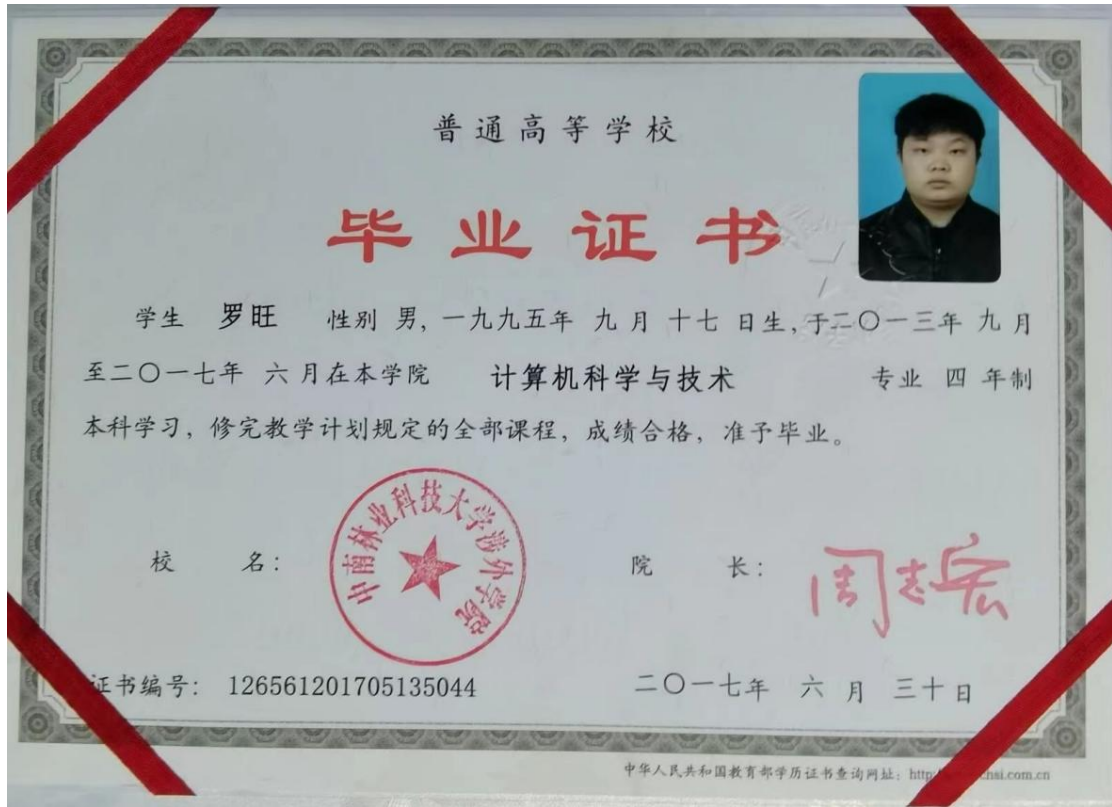 普通高等学校
毕业证书
学生 罗旺 性别 男, 一九九五年 九 月 十七 日生, 于二〇一三年 九 月
至二〇一七年 六 月在本学院 计算机科学与技术 专业 四 年制
本科学习, 修完教学计划规定的全部课程, 成绩合格, 准予毕业。
校 名:
中南林业科技大学涉外学院
院 长:
周志宏
证书编号: 126561201705135044
二〇一七年 六 月 三十日
中华人民共和国教育部学历证书查询网址: http chsi.com.cn